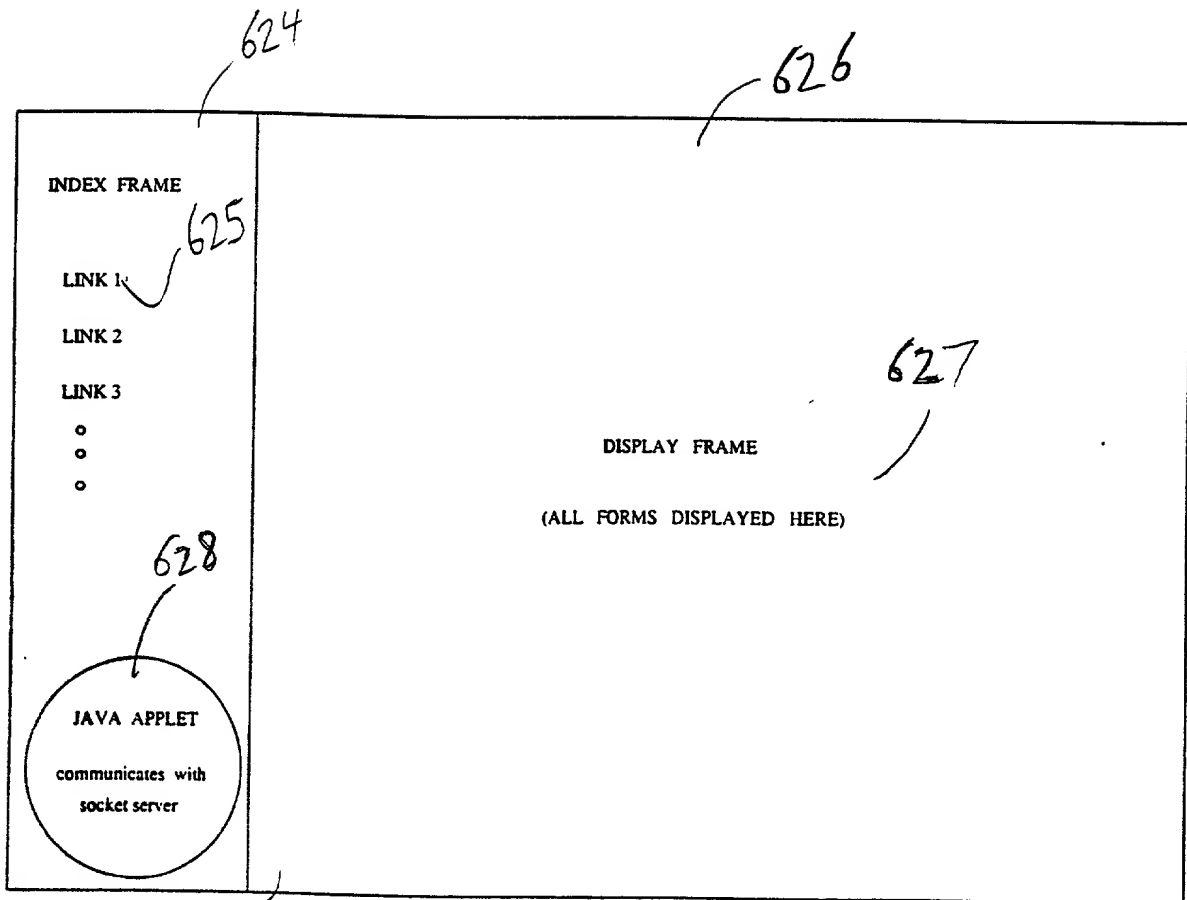 624
626
INDEX FRAME
625
LINK 1
LINK 2
LINK 3
627
DISPLAY FRAME
(ALL FORMS DISPLAYED HERE)
628
JAVA APPLET
communicates with
socket server